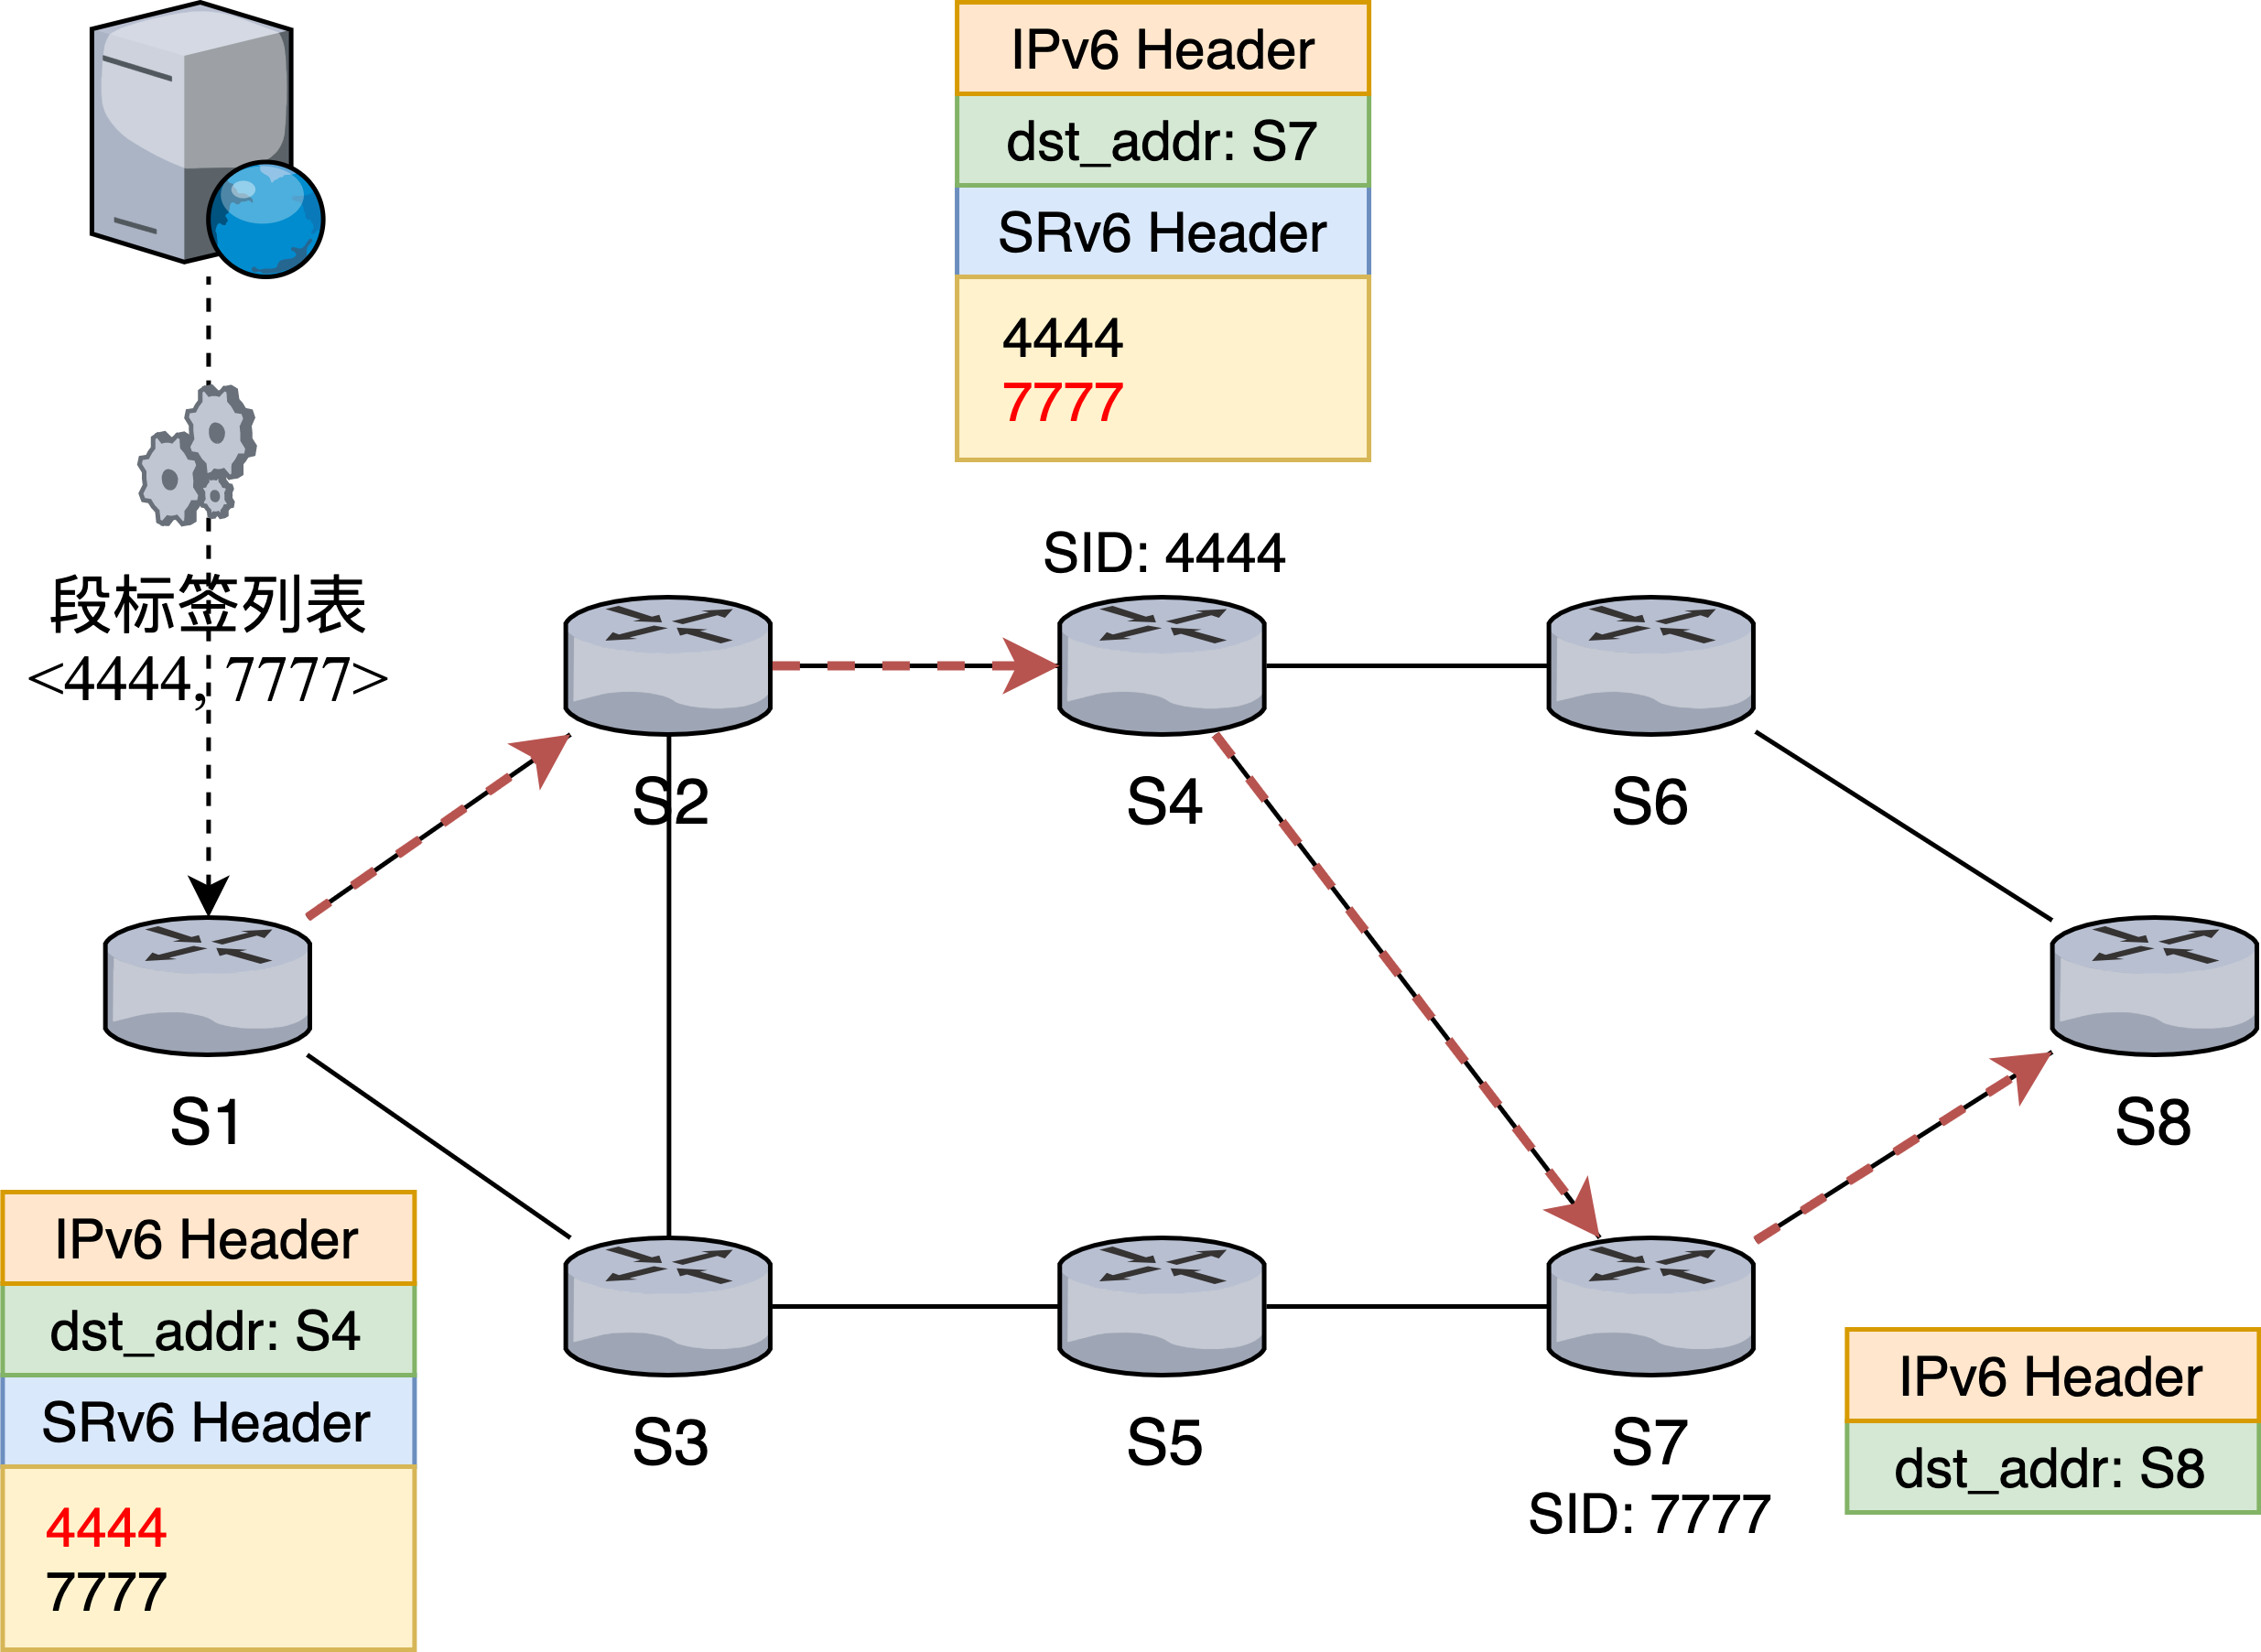 IPv6 Header
dst_addr: S7
SRv6 Header
4444
7777
段标签列表
<4444, 7777>
SID: 4444
S2
S4
S6
S1
S8
IPv6 Header
dst_addr: S4
SRv6 Header
4444
7777
S3
S5
S7
SID: 7777
IPv6 Header
dst_addr: S8